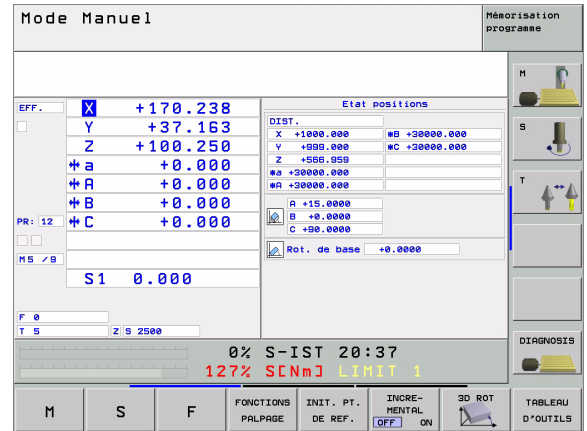 Mode Manuel
Mémorisation
programme
EFF.
X +170.238
Y +37.163
Z +100.250
*a +0.000
*A +0.000
*B +0.000
*C +0.000
PR: 12
M5 /9
S1 0.000
F 0
T 5 Z S 2500
Etat positions
DIST.
X +1000.000 *B +30000.000
Y +999.000 *C +30000.000
Z +566.959
*a +30000.000
*A +30000.000
A +15.0000
B +0.0000
C +90.0000
Rot. de base +0.0000
0% S-IST 20:37
127% S[Nm] LIMIT 1
M
S
T
DIAGNOSIS
M
S
F
FONCTIONS
PALPAGE
INIT. PT.
DE REF.
INCRE-
MENTAL
OFF ON
3D ROT
TABLEAU
D'OUTILS